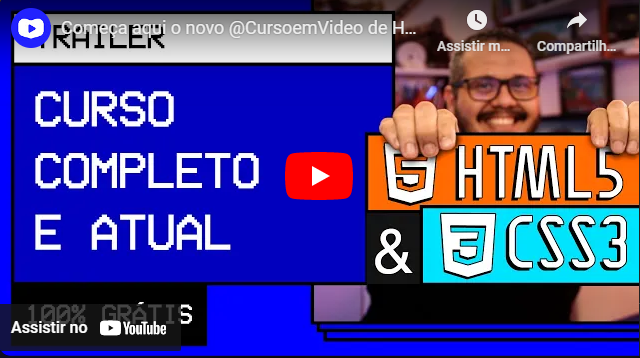 Começa aqui o novo @CursoemVideo de H...
TRAILER
Assistir m...
Compartilh...
CURSO
COMPLETO
E ATUAL
HTML5
& CSS3
100% GRÁTIS
Assistir no YouTube